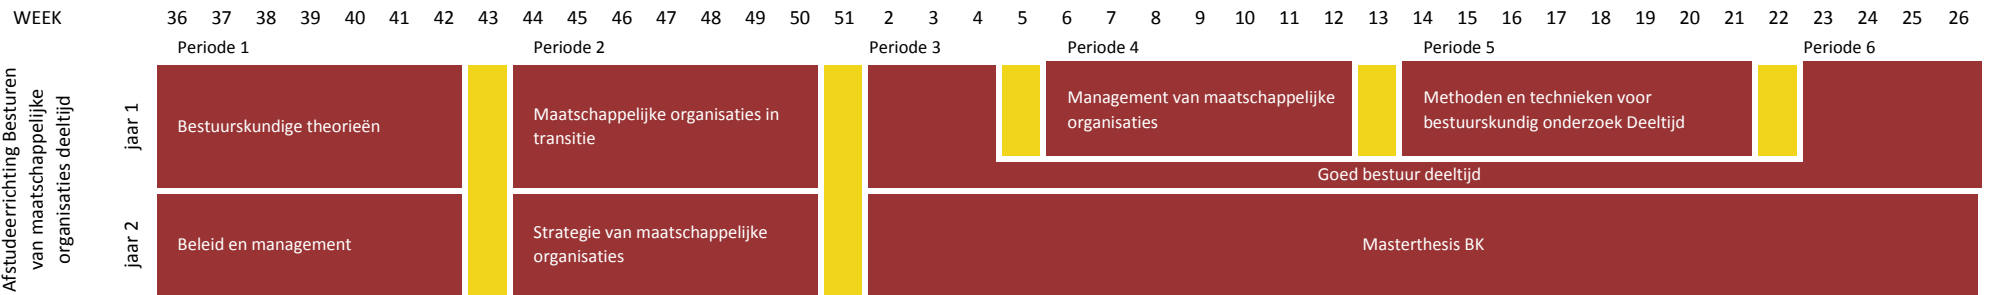 WEEK 36 37 38 39 40 41 42 43 44 45 46 47 48 49 50 51 2 3 4 5 6 7 8 9 10 11 12 13 14 15 16 17 18 19 20 21 22 23 24 25 26
Periode 1 Periode 2 Periode 3 Periode 4 Periode 5 Periode 6
Afstudeerrichting Besturen
van maatschappelijke
organisaties deeltijd
jaar 1
Bestuurskundige theorieën
Maatschappelijke organisaties in
transitie
Management van maatschappelijke
organisaties
Methoden en technieken voor
bestuurskundig onderzoek Deeltijd
Goed bestuur deeltijd
jaar 2
Beleid en management
Strategie van maatschappelijke
organisaties
Masterthesis BK